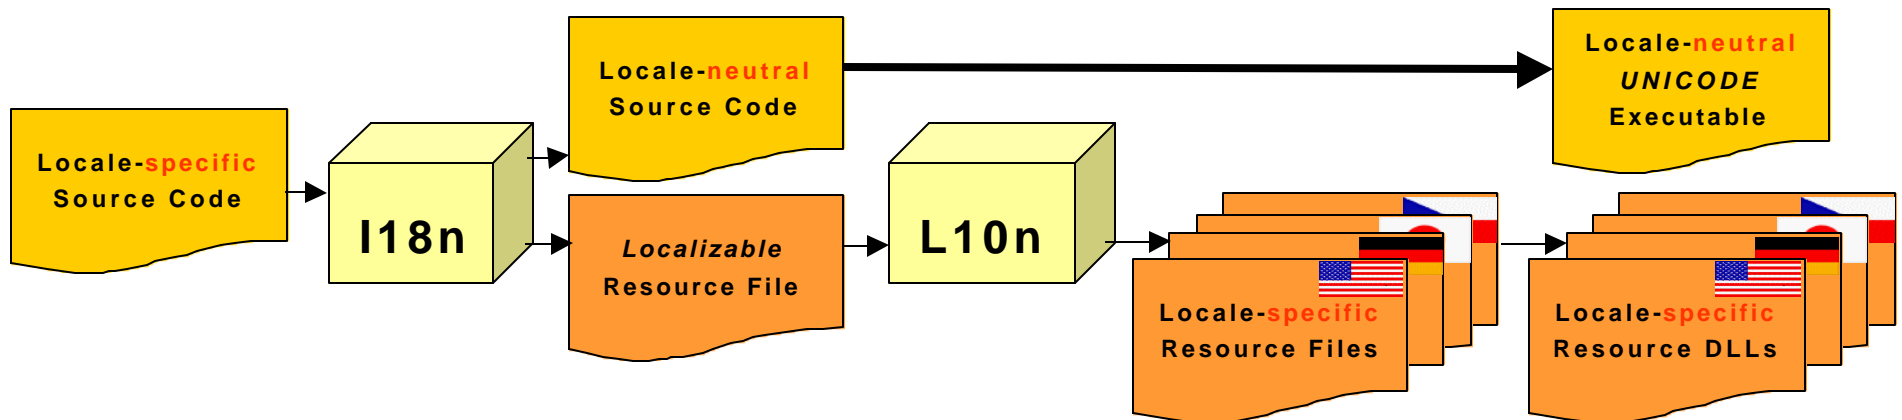 Locale-specific
Source Code
I18n
Locale-neutral
Source Code
Localizable
Resource File
L10n
Locale-neutral
UNICODE
Executable
Locale-specific
Resource Files
Locale-specific
Resource DLLs